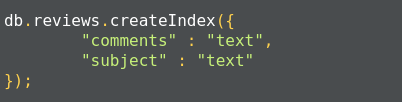 db.reviews.createIndex({
        "comments" : "text",
        "subject" : "text"
});